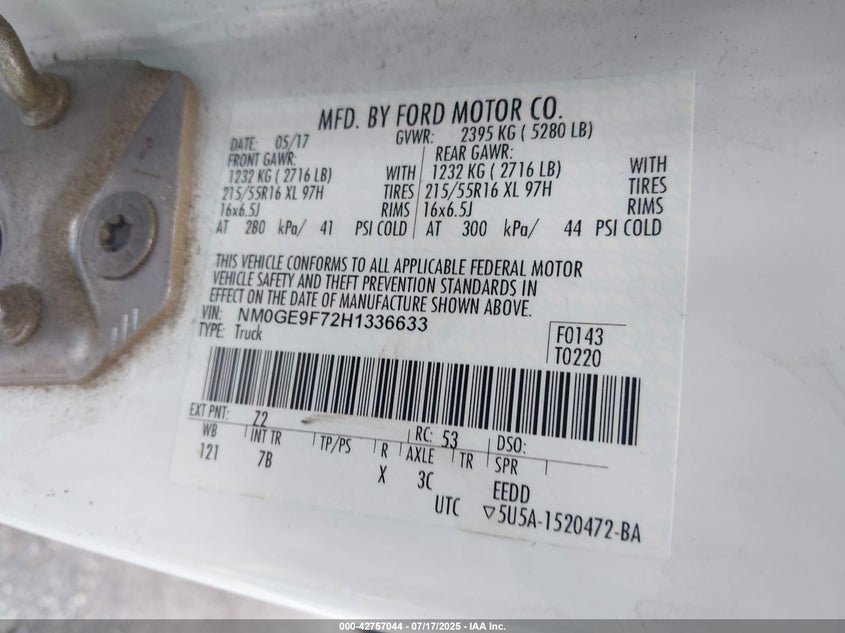 MFD. BY FORD MOTOR CO.
DATE: 05/17 GVWR: 2395 KG ( 5280 LB)
FRONT GAWR: REAR GAWR:
1232 KG ( 2716 LB) WITH 1232 KG ( 2716 LB) WITH
215/55R16 XL 97H TIRES 215/55R16 XL 97H TIRES
16x6.5J RIMS 16x6.5J RIMS
AT 280 kPa/ 41 PSI COLD AT 300 kPa/ 44 PSI COLD
THIS VEHICLE CONFORMS TO ALL APPLICABLE FEDERAL MOTOR
VEHICLE SAFETY AND THEFT PREVENTION STANDARDS IN
EFFECT ON THE DATE OF MANUFACTURE SHOWN ABOVE.
VIN: NM0GE9F72H1336633
TYPE: Truck
F0143
T0220
EXT PNT: Z2 RC: 53 DSO:
WB INT TR TP/PS R AXLE TR SPR
121 7B X 3C EEDD
UTC ▽5U5A-1520472-BA
000-42757044 / 07/17/2025 - IAA Inc.